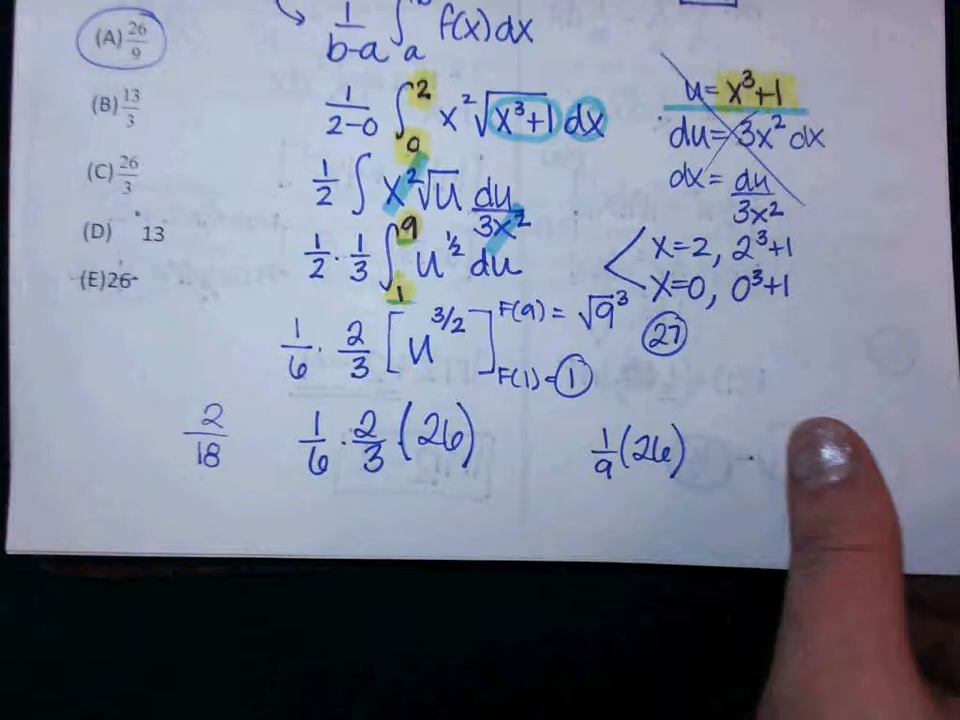 1/(b-a) ∫_a^b f(x) dx
(A) 26/9
1/(2-0) ∫_0^2 x² √(x³+1) dx
u = x³+1
(B) 13/3
du = 3x² dx
(C) 26/3
1/2 ∫ x² √u du/3x²
dx = du/3x²
(D) 13
1/2 · 1/3 ∫_1^9 u^½ du
x=2, 2³+1
(E) 26
x=0, 0³+1
1/6 · 2/3 [u^3/2]
F(9) = √9³
27
F(1) = 1
2/18
1/6 · 2/3 (26)
1/9 (26)